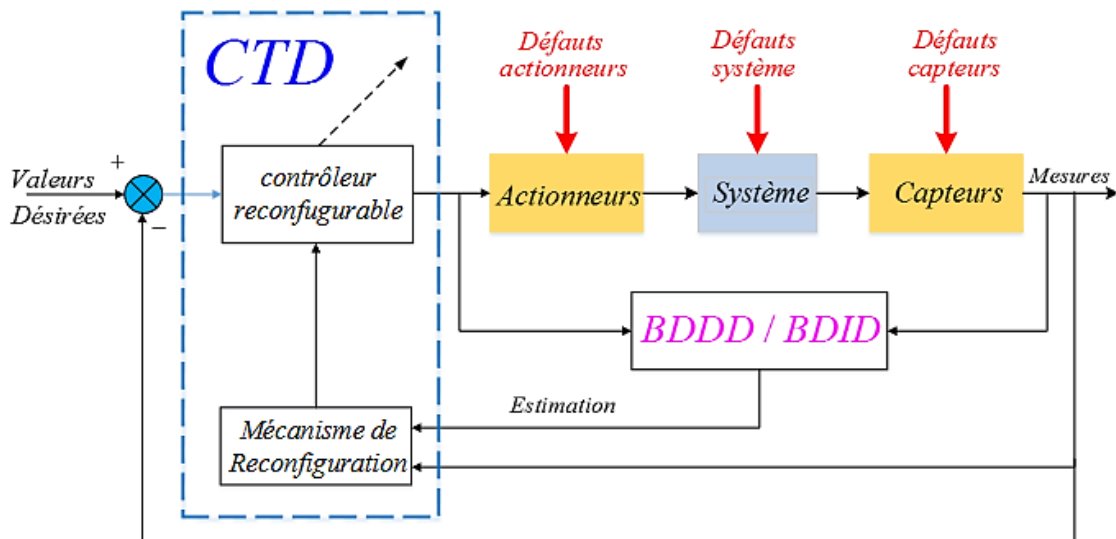 CTD
Défauts
actionneurs
Défauts
système
Défauts
capteurs
+
Valeurs
Désirées
−
contrôleur
reconfugurable
Actionneurs
Système
Capteurs
Mesures
BDDD / BDID
Estimation
Mécanisme de
Reconfiguration